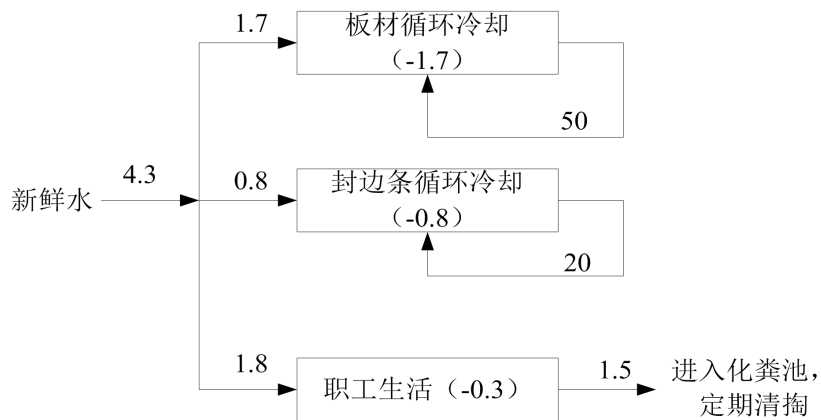 1.7
板材循环冷却
（-1.7）
50
新鲜水
4.3
0.8
封边条循环冷却
（-0.8）
20
1.8
职工生活（-0.3）
1.5
进入化粪池，
定期清掏